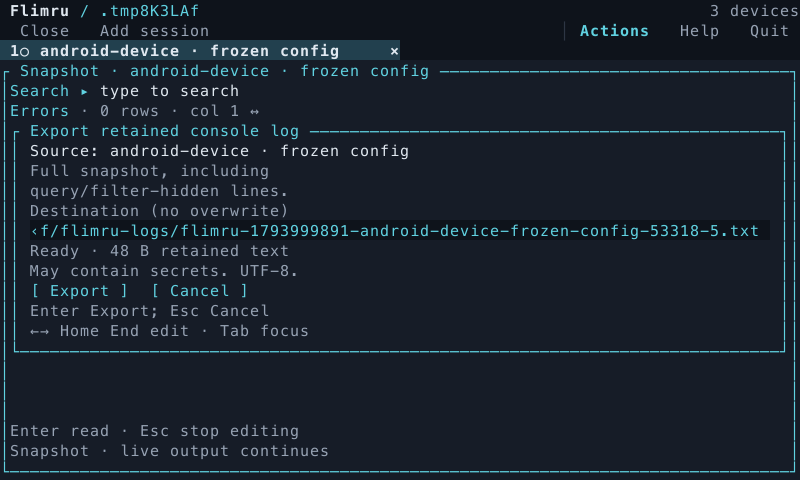 Flimru / .tmp8K3LAf 3 devices
Close Add session Actions Help Quit
1○ android-device · frozen config ×
Snapshot · android-device · frozen config
Search ▸ type to search
Errors · 0 rows · col 1 ↔
Export retained console log
Source: android-device · frozen config
Full snapshot, including
query/filter-hidden lines.
Destination (no overwrite)
‹f/flimru-logs/flimru-1793999891-android-device-frozen-config-53318-5.txt
Ready · 48 B retained text
May contain secrets. UTF-8.
[ Export ] [ Cancel ]
Enter Export; Esc Cancel
←→ Home End edit · Tab focus
Enter read · Esc stop editing
Snapshot · live output continues